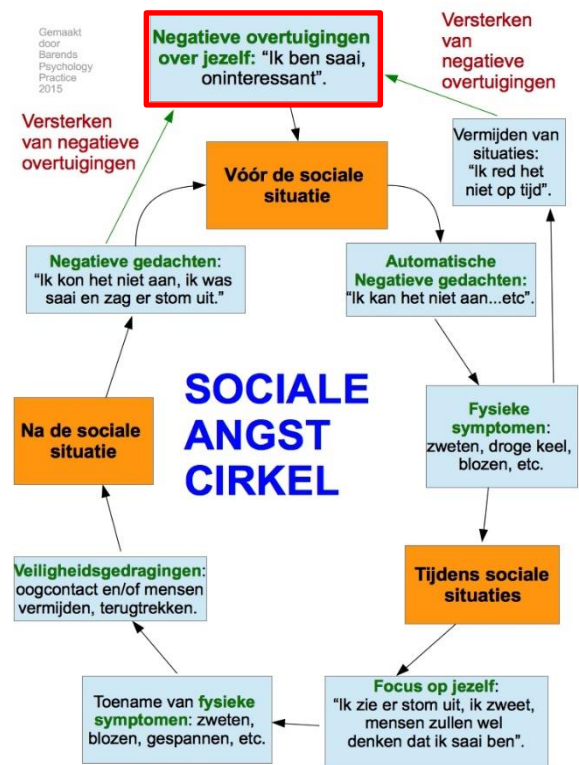 Gemaakt
door
Barends
Psychology
Practice
2015
Negatieve overtuigingen
over jezelf: “Ik ben saai,
oninteressant”.
Versterken
van
negatieve
overtuigingen
Versterken
van negatieve
overtuigingen
Vermijden van
situaties:
“Ik red het
niet op tijd”.
Vóór de sociale
situatie
Negatieve gedachten:
“Ik kon het niet aan, ik was
saai en zag er stom uit.”
Automatische
Negatieve gedachten:
“Ik kan het niet aan...etc”.
SOCIALE
ANGST
CIRKEL
Na de sociale
situatie
Fysieke
symptomen:
zweten, droge keel,
blozen, etc.
Veiligheidsgedragingen:
oogcontact en/of mensen
vermijden, terugtrekken.
Tijdens sociale
situaties
Toename van fysieke
symptomen: zweten,
blozen, gespannen, etc.
Focus op jezelf:
“Ik zie er stom uit, ik zweet,
mensen zullen wel
denken dat ik saai ben”.